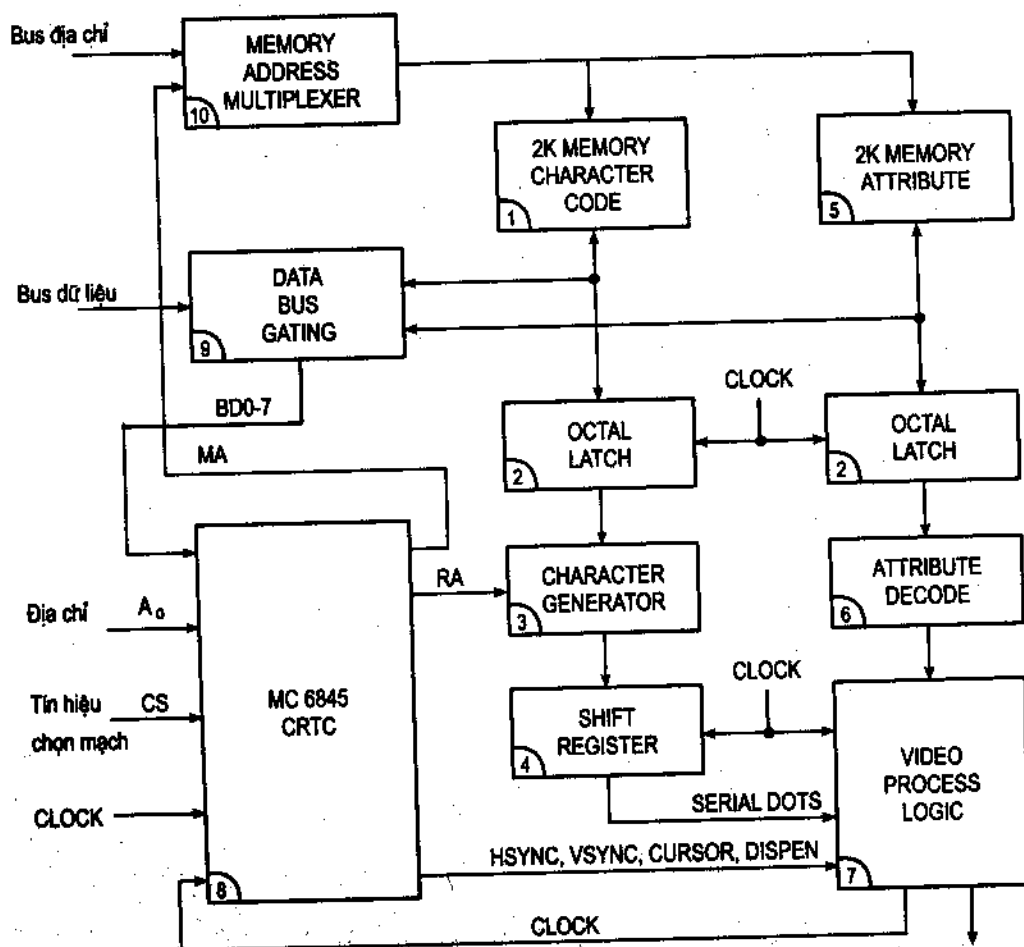 Bus địa chỉ
MEMORY
ADDRESS
MULTIPLEXER
10
2K MEMORY
CHARACTER
CODE
1
2K MEMORY
ATTRIBUTE
5
Bus dữ liệu
DATA
BUS
GATING
9
BD0-7
MA
CLOCK
OCTAL
LATCH
2
OCTAL
LATCH
2
RA
CHARACTER
GENERATOR
3
ATTRIBUTE
DECODE
6
Địa chỉ
A₀
Tín hiệu
chọn mạch
CS
CLOCK
MC 6845
CRTC
8
CLOCK
SHIFT
REGISTER
4
VIDEO
PROCESS
LOGIC
7
SERIAL DOTS
HSYNC, VSYNC; CURSOR, DISPEN
CLOCK